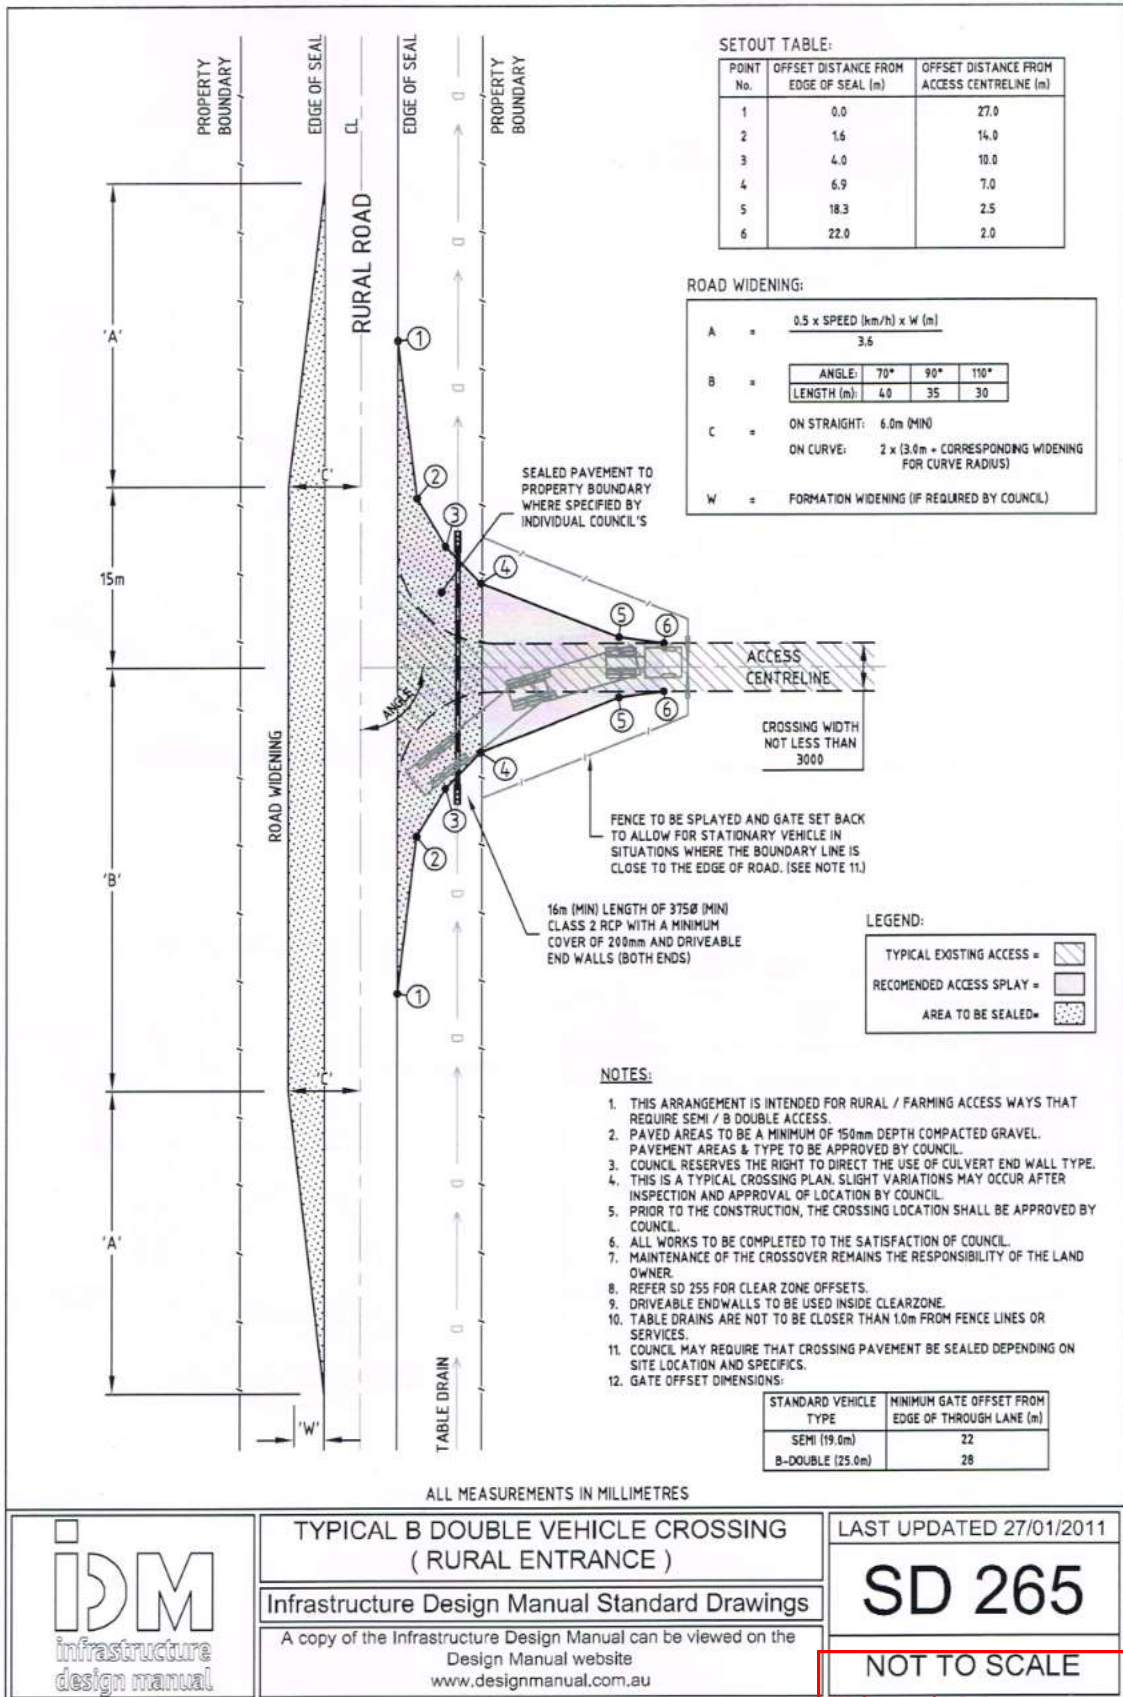 PROPERTY
BOUNDARY
EDGE OF SEAL
CL
EDGE OF SEAL
PROPERTY
BOUNDARY
RURAL ROAD
SETOUT TABLE:
POINT No. OFFSET DISTANCE FROM EDGE OF SEAL (m) OFFSET DISTANCE FROM ACCESS CENTRELINE (m)
1 0.0 27.0
2 1.6 14.0
3 4.0 10.0
4 6.9 7.0
5 18.3 2.5
6 22.0 2.0
ROAD WIDENING:
A = 0.5 x SPEED (km/h) x W (m)
3.6
B = ANGLE: 70° 90° 110°
LENGTH (m): 40 35 30
C = ON STRAIGHT: 6.0m (MIN)
ON CURVE: 2 x (3.0m + CORRESPONDING WIDENING
FOR CURVE RADIUS)
W = FORMATION WIDENING (IF REQUIRED BY COUNCIL)
'A'
15m
'B'
'A'
'C'
'C'
'W'
ROAD WIDENING
ANGLE
TABLE DRAIN
1
2
3
4
5
6
6
5
4
3
2
1
D
D
D
D
D
D
D
D
D
SEALED PAVEMENT TO
PROPERTY BOUNDARY
WHERE SPECIFIED BY
INDIVIDUAL COUNCIL'S
ACCESS
CENTRELINE
CROSSING WIDTH
NOT LESS THAN
3000
FENCE TO BE SPLAYED AND GATE SET BACK
TO ALLOW FOR STATIONARY VEHICLE IN
SITUATIONS WHERE THE BOUNDARY LINE IS
CLOSE TO THE EDGE OF ROAD. (SEE NOTE 11.)
16m (MIN) LENGTH OF 375Ø (MIN)
CLASS 2 RCP WITH A MINIMUM
COVER OF 200mm AND DRIVEABLE
END WALLS (BOTH ENDS)
LEGEND:
TYPICAL EXISTING ACCESS =
RECOMENDED ACCESS SPLAY =
AREA TO BE SEALED=
NOTES:
1. THIS ARRANGEMENT IS INTENDED FOR RURAL / FARMING ACCESS WAYS THAT
REQUIRE SEMI / B DOUBLE ACCESS.
2. PAVED AREAS TO BE A MINIMUM OF 150mm DEPTH COMPACTED GRAVEL.
PAVEMENT AREAS & TYPE TO BE APPROVED BY COUNCIL.
3. COUNCIL RESERVES THE RIGHT TO DIRECT THE USE OF CULVERT END WALL TYPE.
4. THIS IS A TYPICAL CROSSING PLAN. SLIGHT VARIATIONS MAY OCCUR AFTER
INSPECTION AND APPROVAL OF LOCATION BY COUNCIL.
5. PRIOR TO THE CONSTRUCTION, THE CROSSING LOCATION SHALL BE APPROVED BY
COUNCIL.
6. ALL WORKS TO BE COMPLETED TO THE SATISFACTION OF COUNCIL.
7. MAINTENANCE OF THE CROSSOVER REMAINS THE RESPONSIBILITY OF THE LAND
OWNER.
8. REFER SD 255 FOR CLEAR ZONE OFFSETS.
9. DRIVEABLE ENDWALLS TO BE USED INSIDE CLEARZONE.
10. TABLE DRAINS ARE NOT TO BE CLOSER THAN 1.0m FROM FENCE LINES OR
SERVICES.
11. COUNCIL MAY REQUIRE THAT CROSSING PAVEMENT BE SEALED DEPENDING ON
SITE LOCATION AND SPECIFICS.
12. GATE OFFSET DIMENSIONS:
STANDARD VEHICLE TYPE MINIMUM GATE OFFSET FROM EDGE OF THROUGH LANE (m)
SEMI (19.0m) 22
B-DOUBLE (25.0m) 28
ALL MEASUREMENTS IN MILLIMETRES
iDM
infrastructure
design manual
TYPICAL B DOUBLE VEHICLE CROSSING
( RURAL ENTRANCE )
Infrastructure Design Manual Standard Drawings
A copy of the Infrastructure Design Manual can be viewed on the
Design Manual website
www.designmanual.com.au
LAST UPDATED 27/01/2011
SD 265
NOT TO SCALE